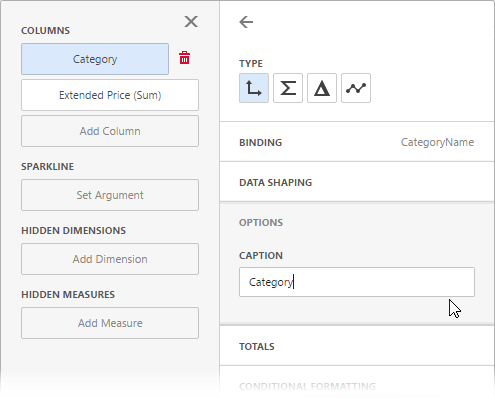 COLUMNS
Category
Extended Price (Sum)
Add Column
SPARKLINE
Set Argument
HIDDEN DIMENSIONS
Add Dimension
HIDDEN MEASURES
Add Measure
TYPE
BINDING CategoryName
DATA SHAPING
OPTIONS
CAPTION
Category
TOTALS
CONDITIONAL FORMATTING